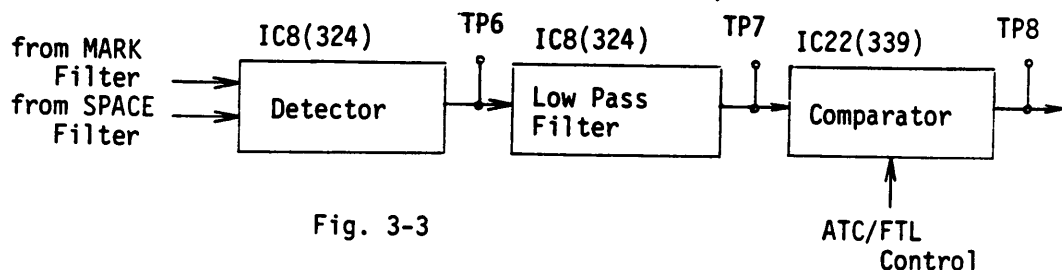 from MARK
Filter
from SPACE
Filter
IC8(324)
Detector
TP6
IC8(324)
Low Pass
Filter
TP7
IC22(339)
Comparator
TP8
ATC/FTL
Control
Fig. 3-3